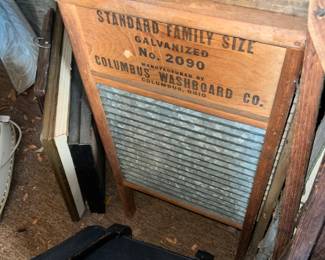 STANDARD FAMILY SIZE
GALVANIZED
No. 2090
MANUFACTURED BY
COLUMBUS WASHBOARD CO.
COLUMBUS, OHIO